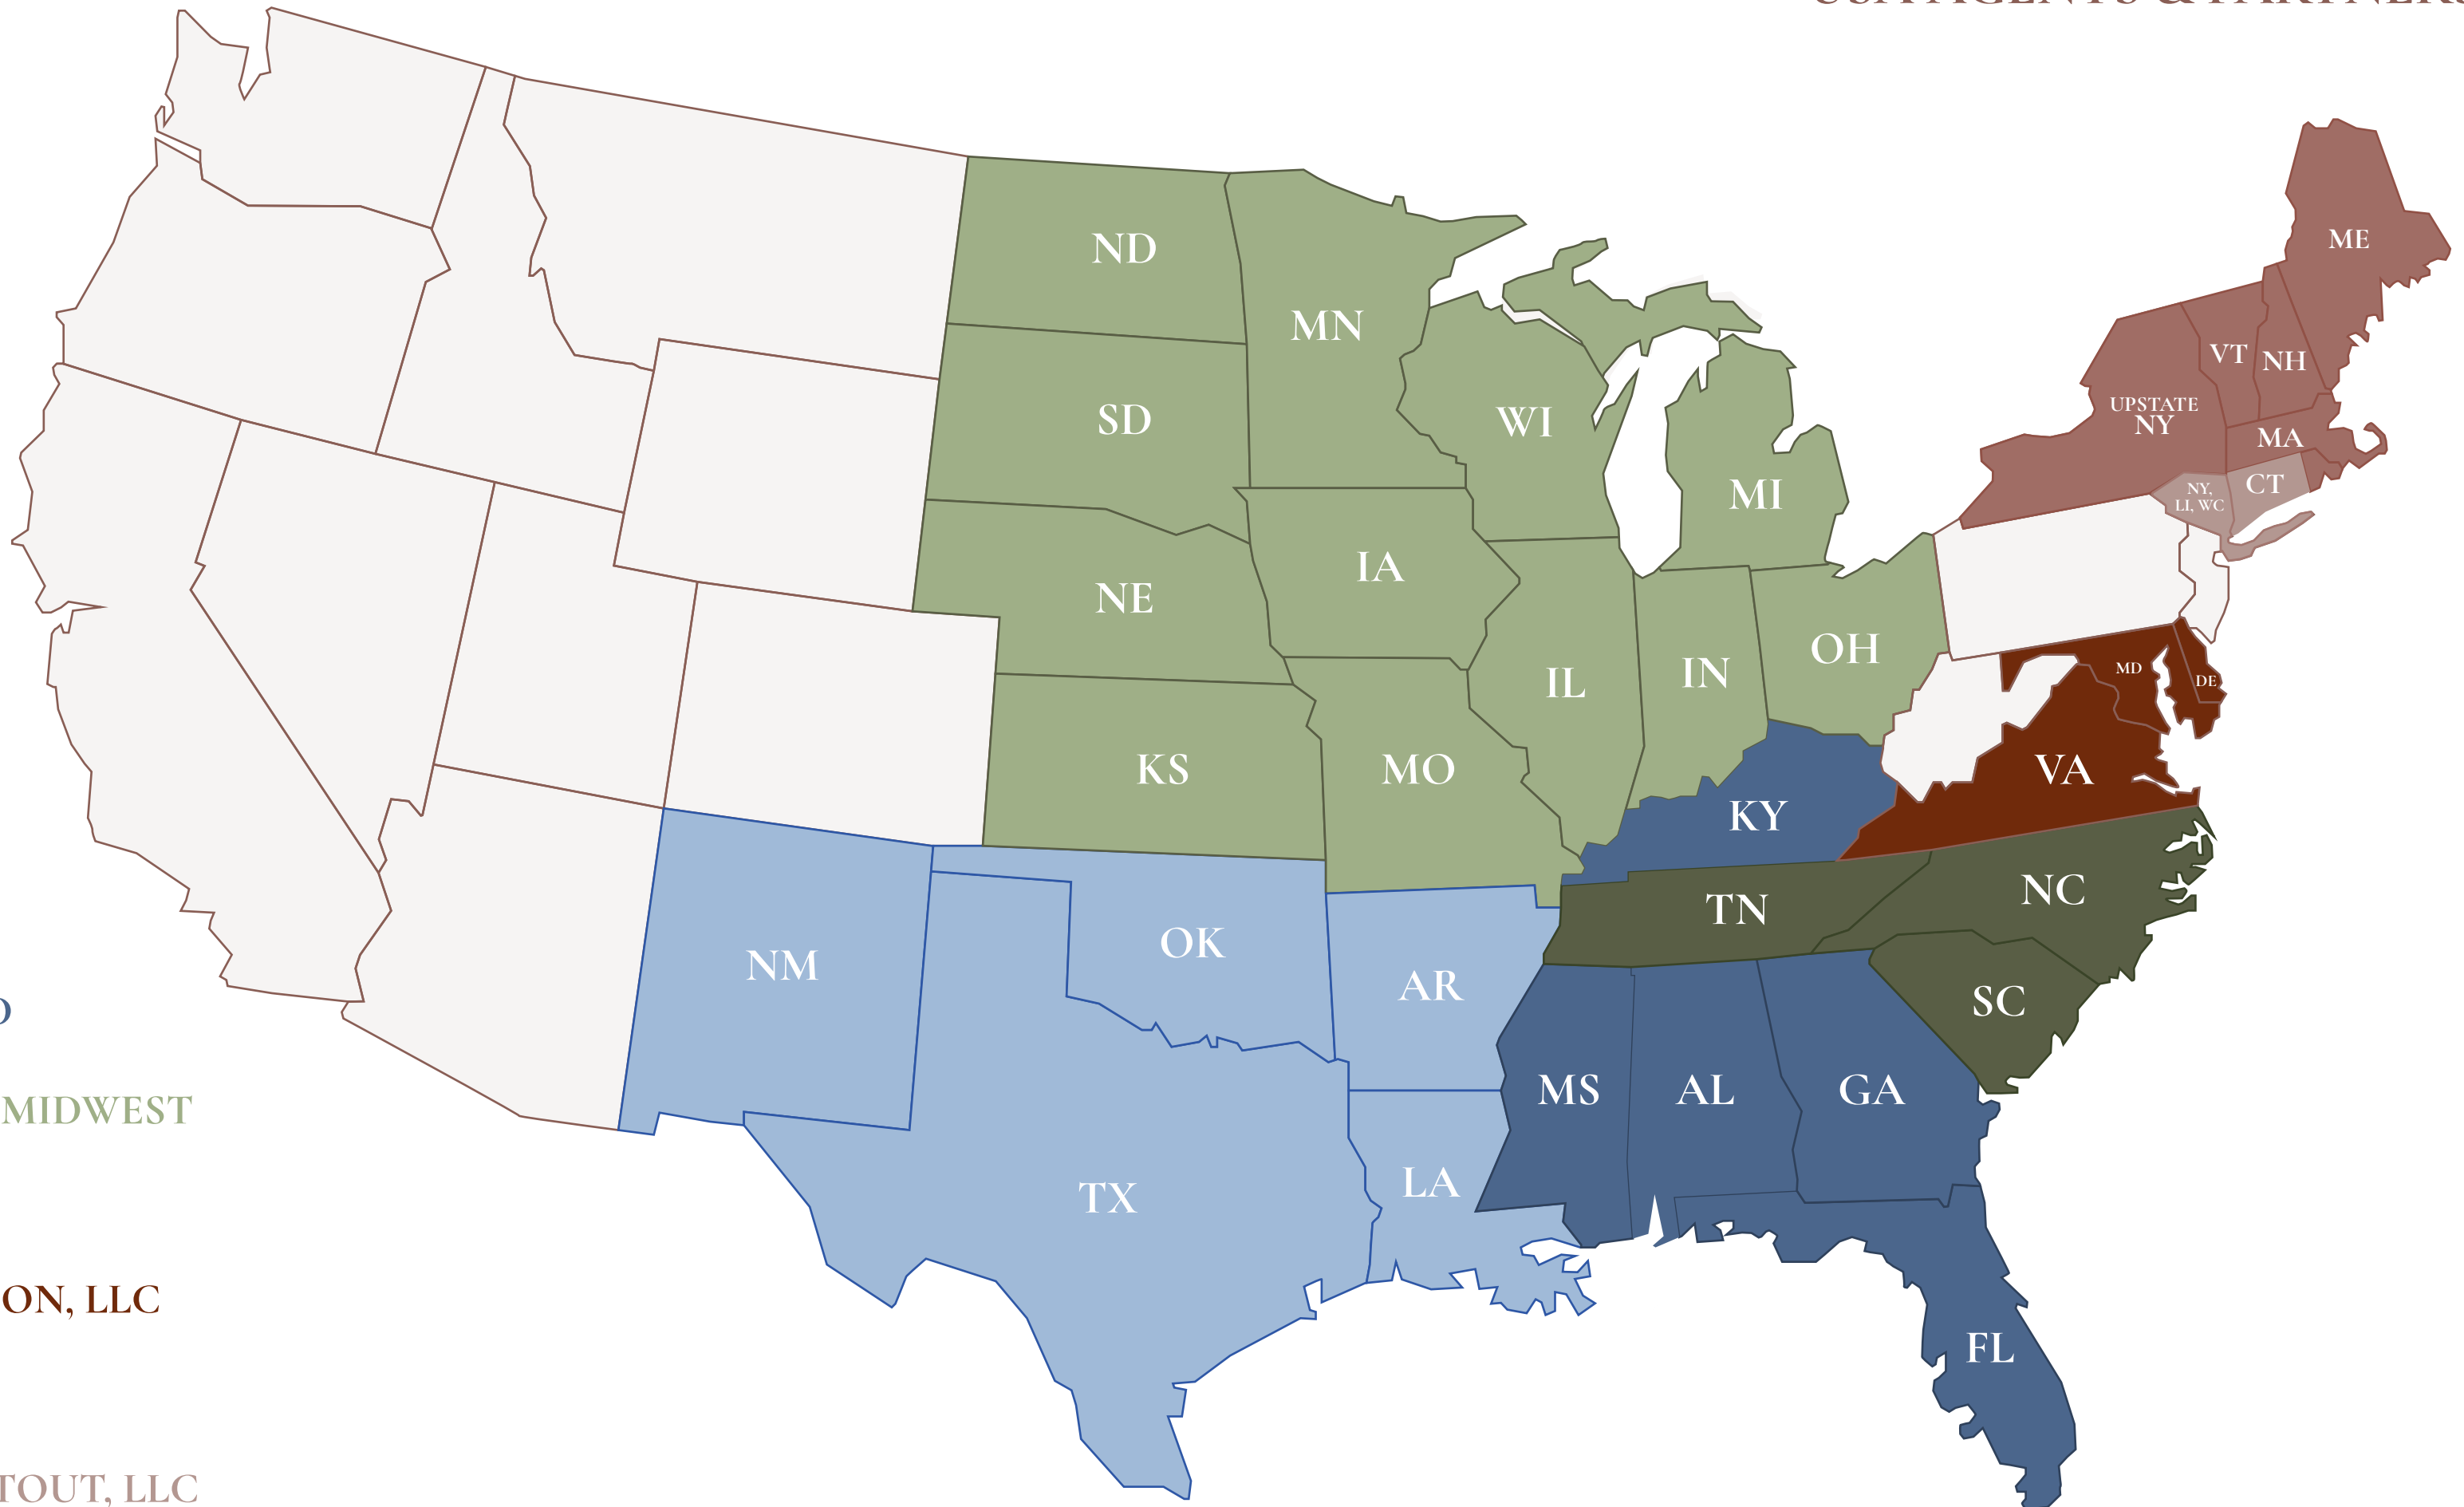 ME
ND
MN
VT
NH
UPSTATE
NY
SD
WI
MA
CT
NY,
LI, WC
MI
IA
NE
OH
IL
IN
MD
DE
KS
MO
VA
KY
NC
TN
OK
NM
AR
SC
MS
AL
GA
MIDWEST
LA
TX
ON, LLC
FL
TOUT, LLC